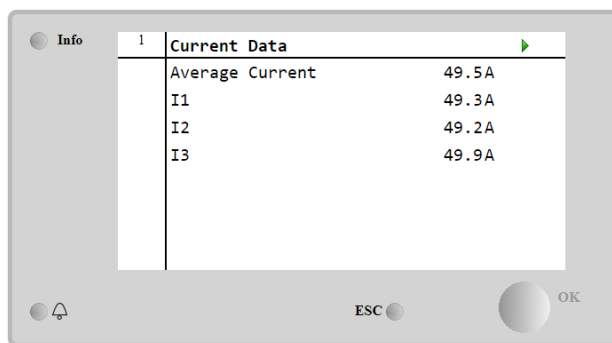 Info
1 Current Data
Average Current 49.5A
I1 49.3A
I2 49.2A
I3 49.9A
ESC
OK